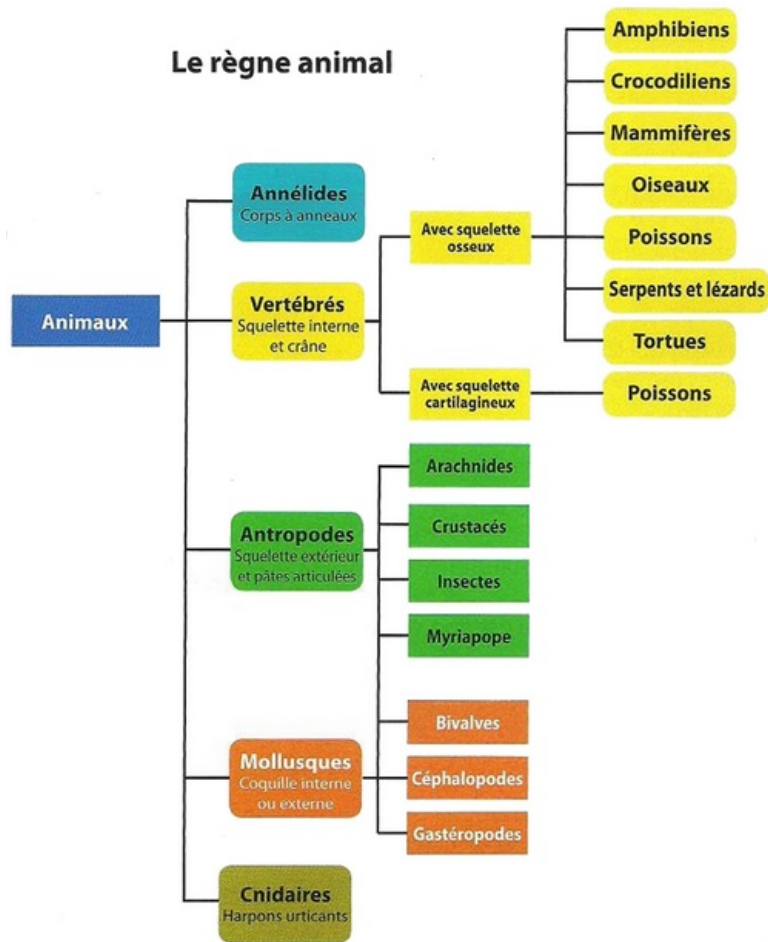 Le règne animal
Animaux
Annélides
Corps à anneaux
Vertébrés
Squelette interne
et crâne
Avec squelette
osseux
Amphibiens
Crocodiliens
Mammifères
Oiseaux
Poissons
Serpents et lézards
Tortues
Avec squelette
cartilagineux
Poissons
Antropodes
Squelette extérieur
et pâtes articulées
Arachnides
Crustacés
Insectes
Myriapope
Mollusques
Coquille interne
ou externe
Bivalves
Céphalopodes
Gastéropodes
Cnidaires
Harpons urticants